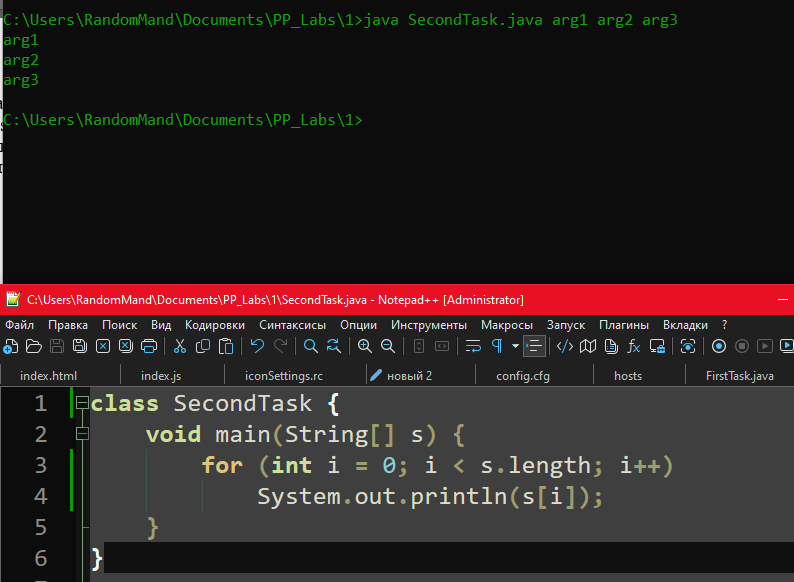 C:\Users\RandomMand\Documents\PP_Labs\1>java SecondTask.java arg1 arg2 arg3
arg1
arg2
arg3
C:\Users\RandomMand\Documents\PP_Labs\1>
C:\Users\RandomMand\Documents\PP_Labs\1\SecondTask.java - Notepad++ [Administrator]
Файл Правка Поиск Вид Кодировки Синтаксисы Опции Инструменты Макросы Запуск Плагины Вкладки ?
index.html index.js iconSettings.rc новый 2 config.cfg hosts FirstTask.java
1 class SecondTask {
2 void main(String[] s) {
3 for (int i = 0; i < s.length; i++)
4 System.out.println(s[i]);
5 }
6 }